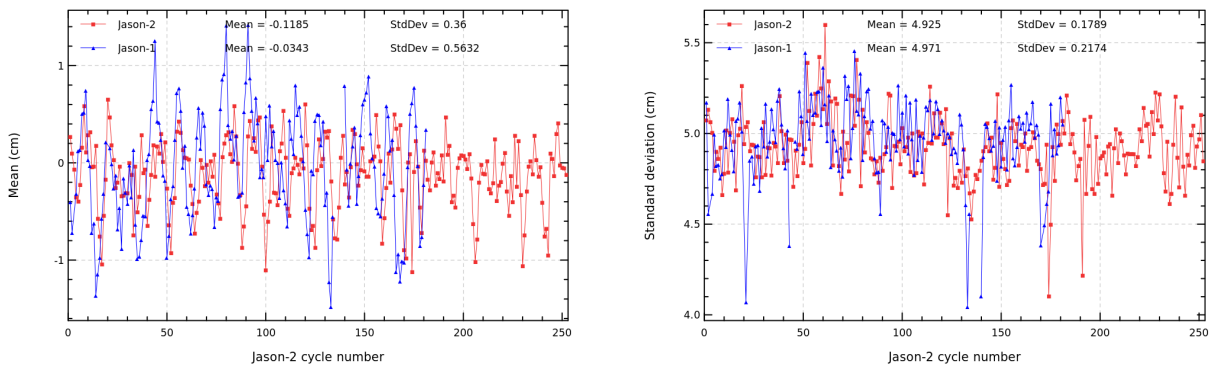 Jason-2 Mean = -0.1185 StdDev = 0.36
Jason-1 Mean = -0.0343 StdDev = 0.5632
Mean (cm)
1
0
-1
0 50 100 150 200 250
Jason-2 cycle number
Jason-2 Mean = 4.925 StdDev = 0.1789
Jason-1 Mean = 4.971 StdDev = 0.2174
Standard deviation (cm)
5.5
5.0
4.5
4.0
0 50 100 150 200 250
Jason-2 cycle number